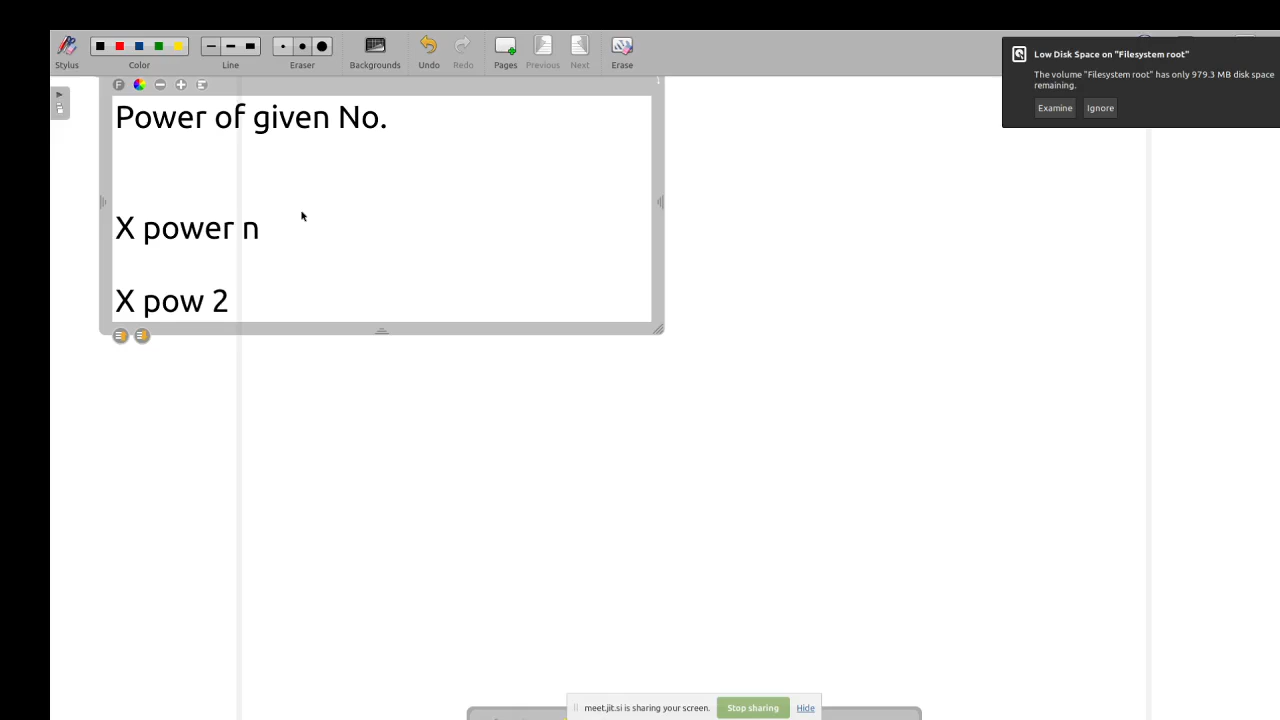 Stylus
Color
Line
Eraser
Backgrounds
Undo
Redo
Pages
Previous
Next
Erase
Low Disk Space on "Filesystem root"
The volume "Filesystem root" has only 979.3 MB disk space
remaining.
Examine
Ignore
F
1
Power of given No.
X power n
X pow 2
meet.jit.si is sharing your screen.
Stop sharing
Hide